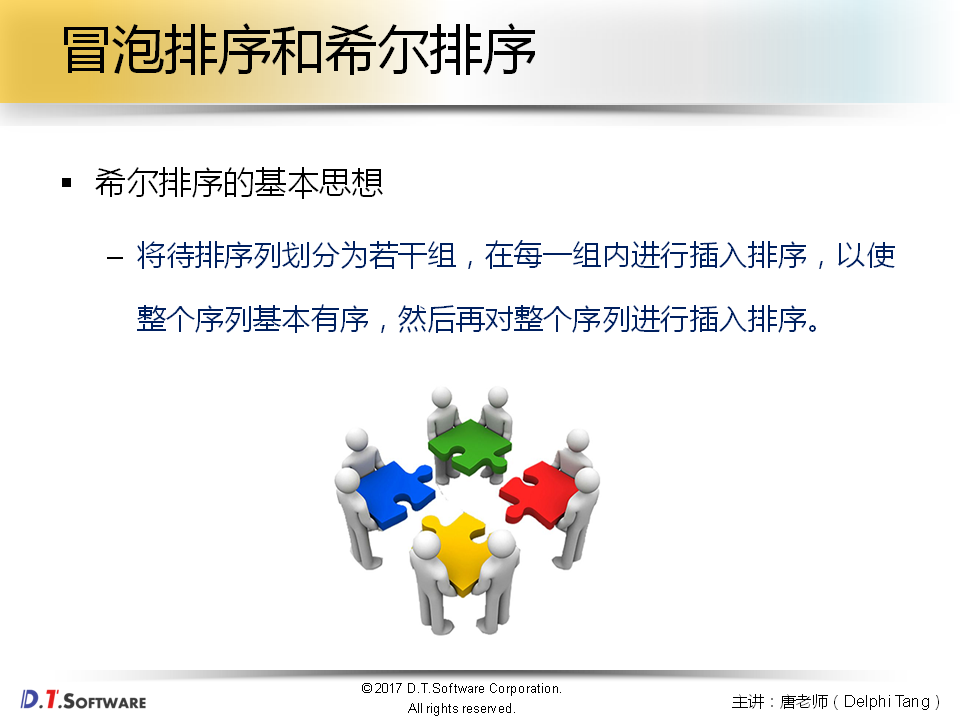 冒泡排序和希尔排序
▪ 希尔排序的基本思想
– 将待排序列划分为若干组，在每一组内进行插入排序，以使
整个序列基本有序，然后再对整个序列进行插入排序。
D.T.SOFTWARE
©2017 D.T.Software Corporation.
All rights reserved.
主讲：唐老师（Delphi Tang）